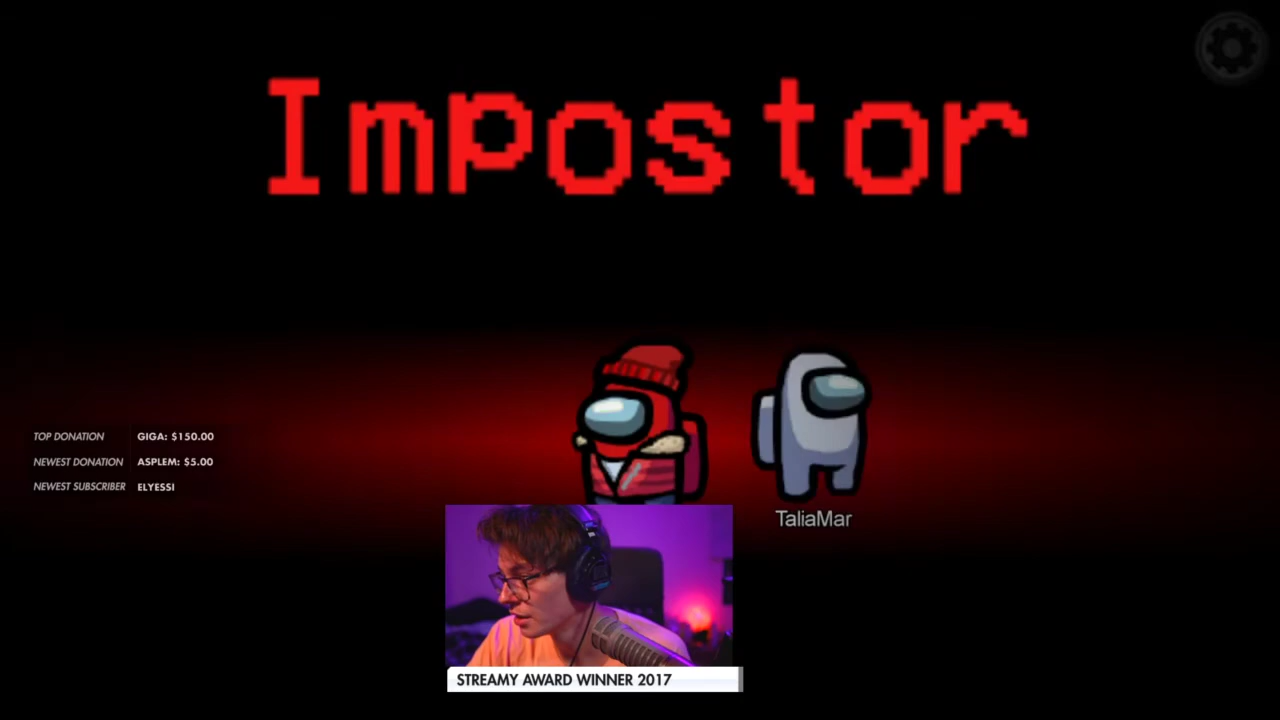 Impostor
TOP DONATION GIGA: $150.00
NEWEST DONATION ASPLEM: $5.00
NEWEST SUBSCRIBER ELYESSI
TaliaMar
STREAMY AWARD WINNER 2017